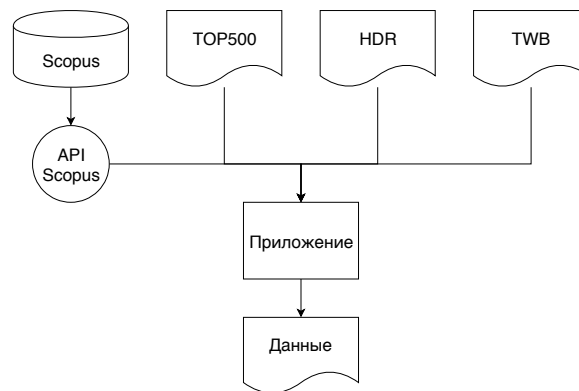 Scopus
TOP500
HDR
TWB
API
Scopus
Приложение
Данные